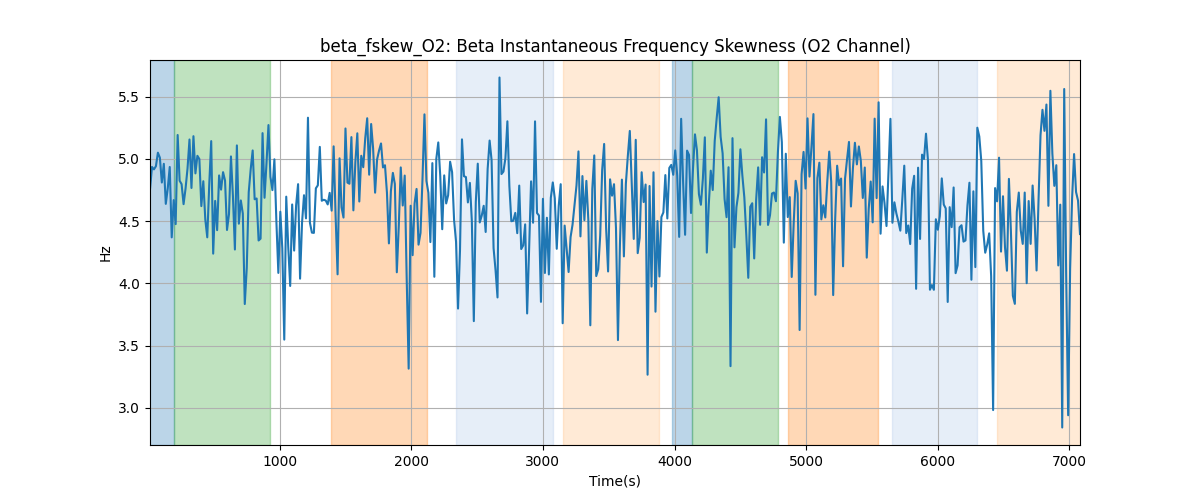 beta_fskew_O2: Beta Instantaneous Frequency Skewness (O2 Channel)
Hz
5.5
5.0
4.5
4.0
3.5
3.0
1000 2000 3000 4000 5000 6000 7000
Time(s)